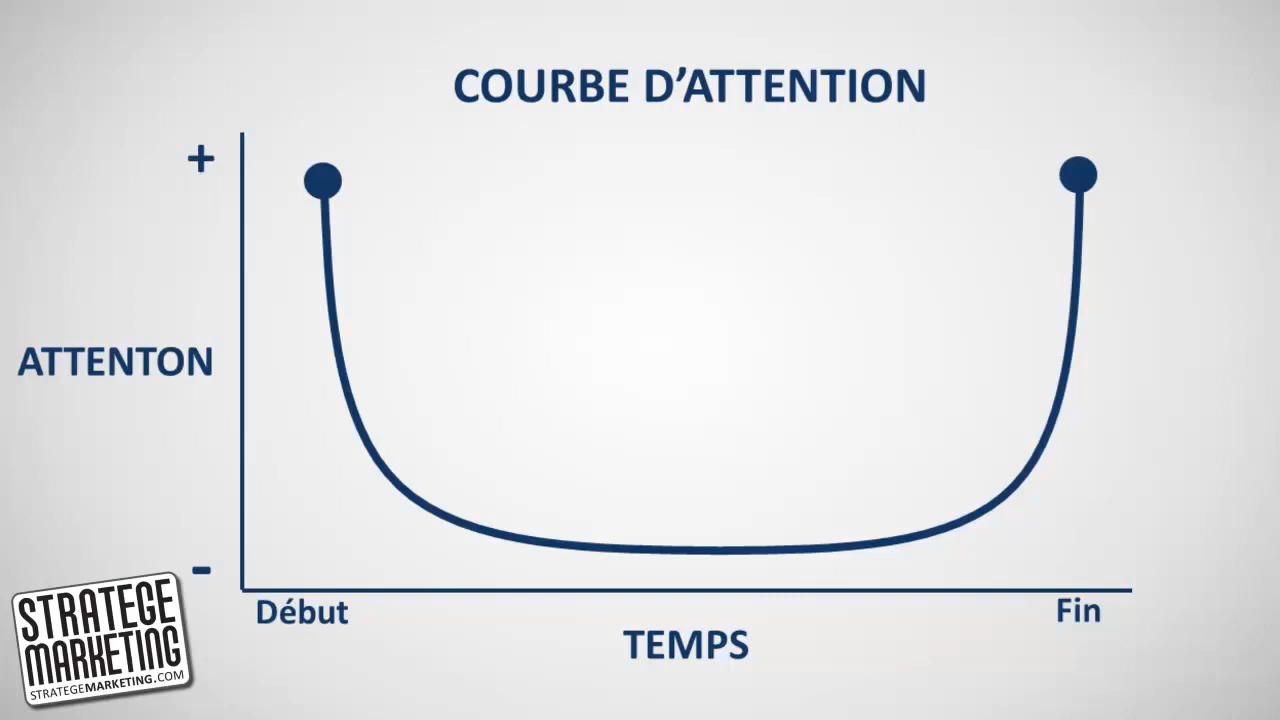 COURBE D’ATTENTION
+
ATTENTON
-
Début
Fin
TEMPS
STRATEGE
MARKETING
STRATEGEMARKETING.COM